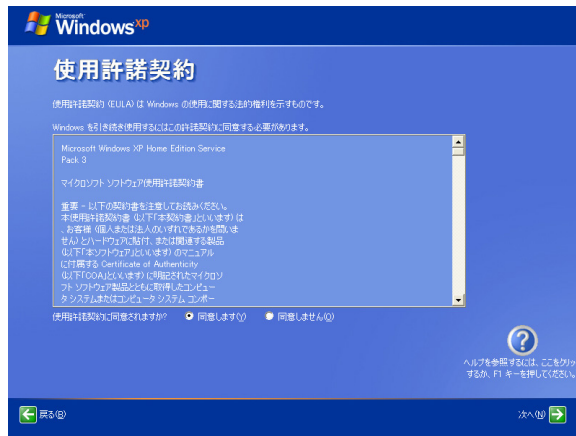 Microsoft
Windows xp
使用許諾契約
使用許諾契約 (EULA) は Windows の使用に関する法的権利を示すものです。
Windows を引き続き使用するにはこの許諾契約に同意する必要があります。
Microsoft Windows XP Home Edition Service
Pack 3
マイクロソフト ソフトウェア使用許諾契約書
重要 - 以下の契約書を注意してお読みください。
本使用許諾契約書 (以下「本契約書」といいます) は
、お客様 (個人または法人のいずれであるかを問いま
せん) とハードウェアに貼付、または関連する製品
(以下「本ソフトウェア」といいます) のマニュアル
に付属する Certificate of Authenticity
(以下「COA」といいます) に明記されたマイクロソ
フト ソフトウェア製品とともに取得したコンピュー
タ システムまたはコンピュータ システム コンポー
使用許諾契約に同意されますか?
同意します(Y)
同意しません(O)
ヘルプを参照するには、ここをクリッ
するか、F1 キーを押してください。
戻る(B)
次へ(N)